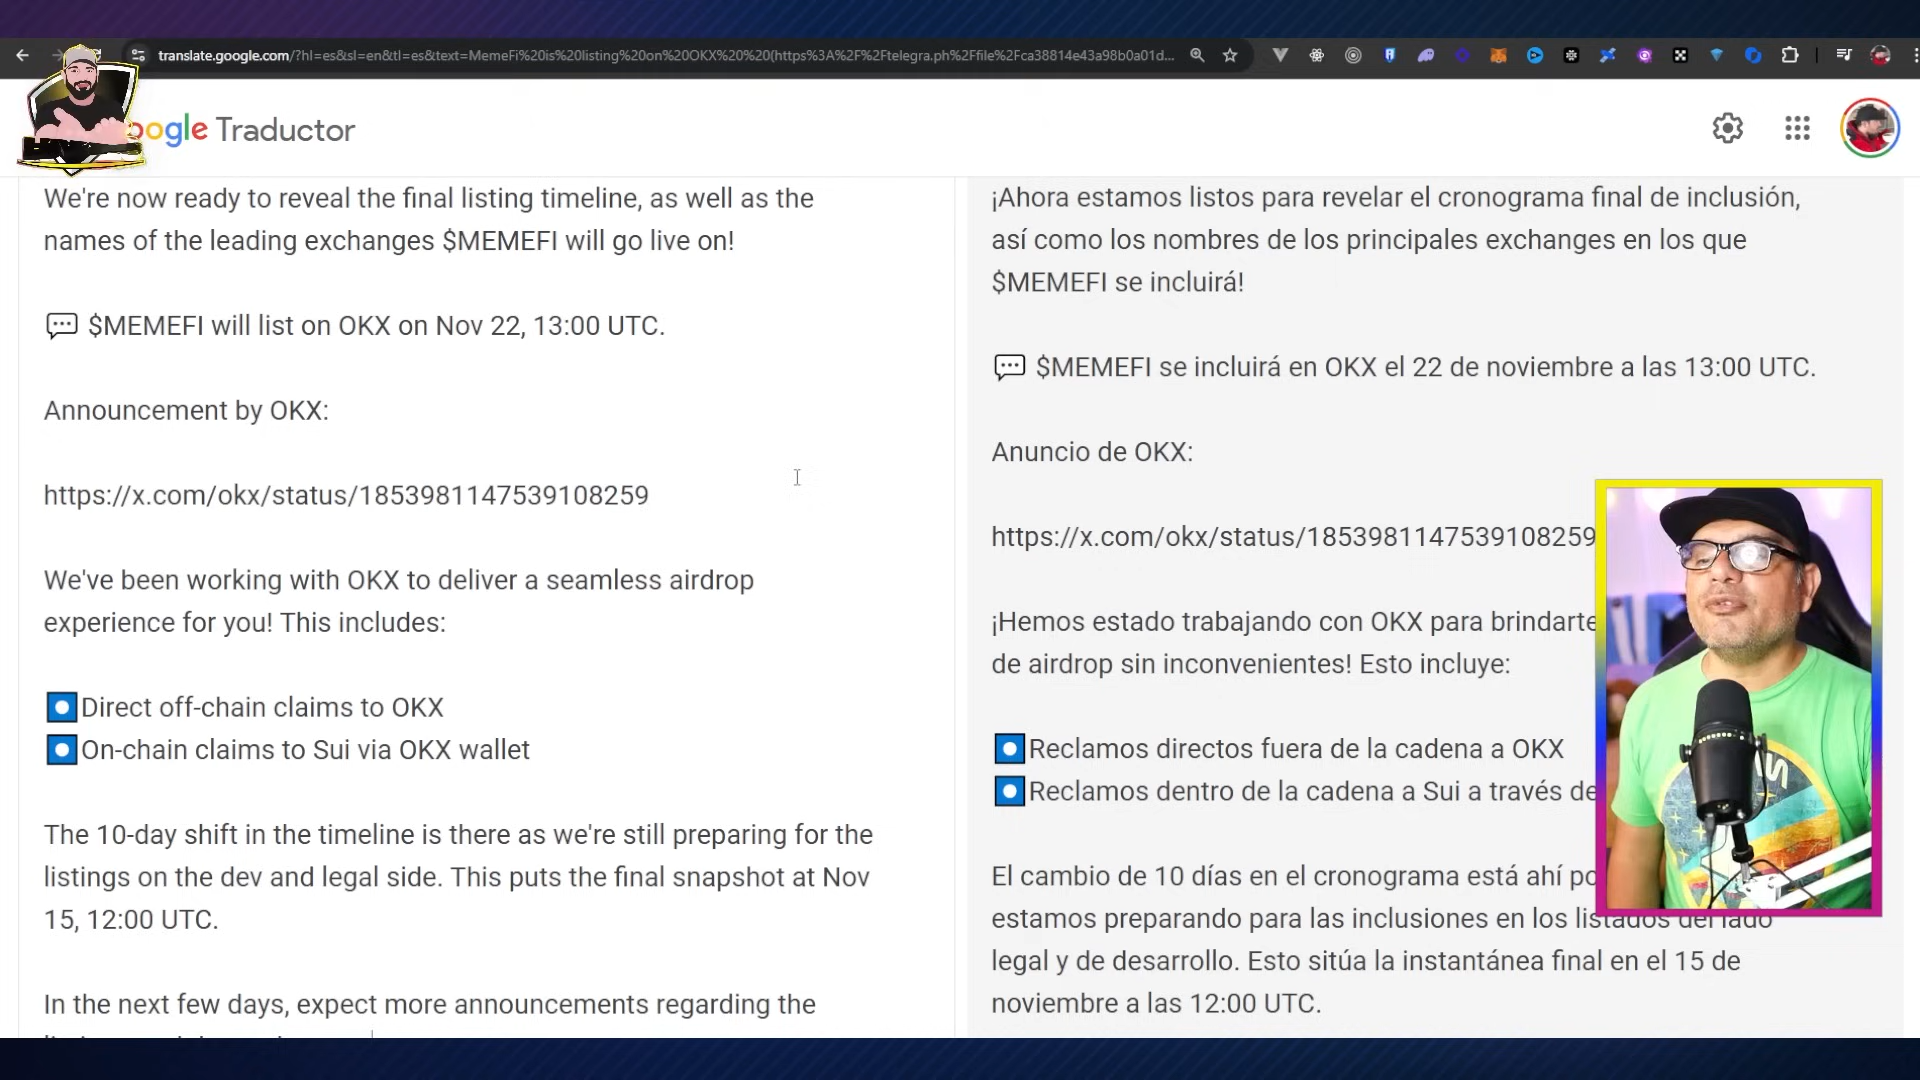 translate.google.com/?hl=es&sl=en&tl=es&text=MemeFi%20is%20listing%20on%20OKX%20%20(https%3A%2F%2Ftelegra.ph%2Ffile%2Fca38814e43a98b0a01d...
oogle Traductor
We're now ready to reveal the final listing timeline, as well as the
names of the leading exchanges $MEMEFI will go live on!
💬 $MEMEFI will list on OKX on Nov 22, 13:00 UTC.
Announcement by OKX:
https://x.com/okx/status/1853981147539108259
We've been working with OKX to deliver a seamless airdrop
experience for you! This includes:
⏺Direct off-chain claims to OKX
⏺On-chain claims to Sui via OKX wallet
The 10-day shift in the timeline is there as we're still preparing for the
listings on the dev and legal side. This puts the final snapshot at Nov
15, 12:00 UTC.
In the next few days, expect more announcements regarding the
¡Ahora estamos listos para revelar el cronograma final de inclusión,
así como los nombres de los principales exchanges en los que
$MEMEFI se incluirá!
💬 $MEMEFI se incluirá en OKX el 22 de noviembre a las 13:00 UTC.
Anuncio de OKX:
https://x.com/okx/status/1853981147539108259
¡Hemos estado trabajando con OKX para brindarte
de airdrop sin inconvenientes! Esto incluye:
⏺Reclamos directos fuera de la cadena a OKX
⏺Reclamos dentro de la cadena a Sui a través de
El cambio de 10 días en el cronograma está ahí po
estamos preparando para las inclusiones en los listados del lado
legal y de desarrollo. Esto sitúa la instantánea final en el 15 de
noviembre a las 12:00 UTC.